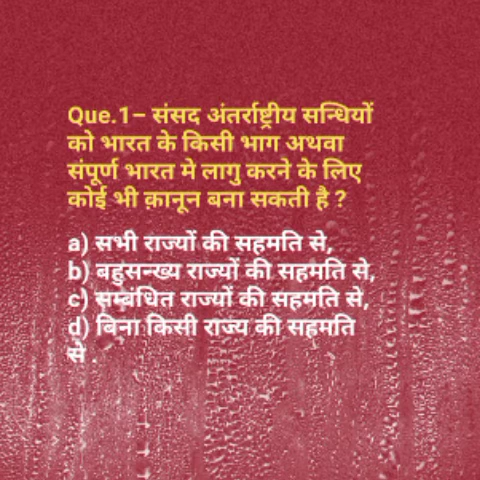 Que.1– संसद अंतर्राष्ट्रीय सन्धियों
को भारत के किसी भाग अथवा
संपूर्ण भारत मे लागु करने के लिए
कोई भी क़ानून बना सकती है ?
a) सभी राज्यों की सहमति से,
b) बहुसन्ख्य राज्यों की सहमति से,
c) सम्बंधित राज्यों की सहमति से,
d) बिना किसी राज्य की सहमति
से .